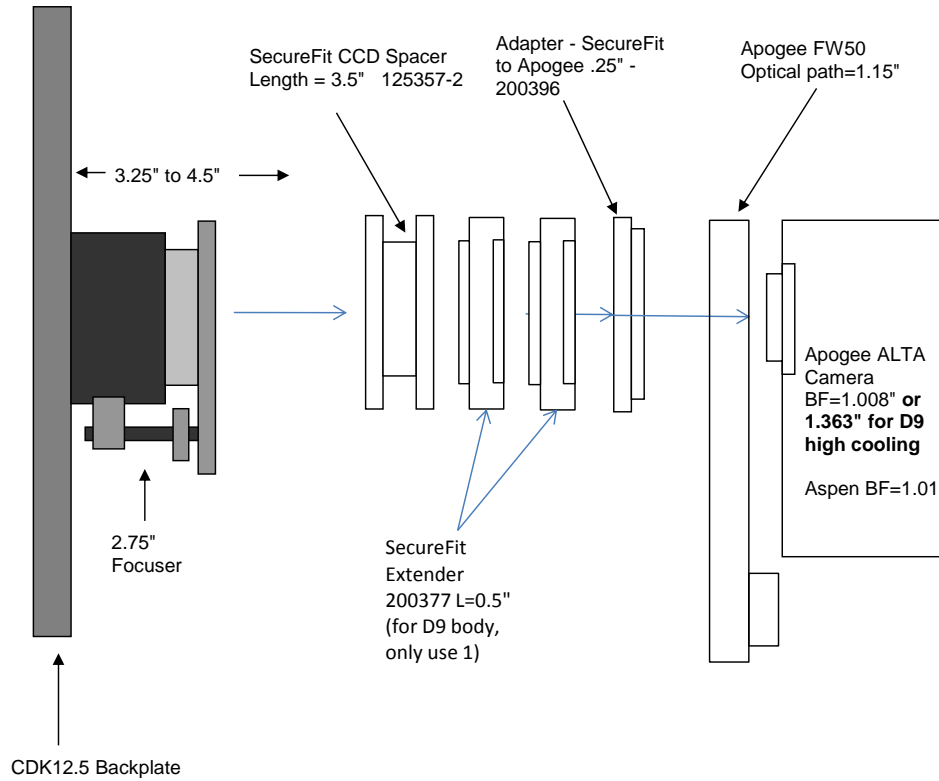 SecureFit CCD Spacer
Length = 3.5"   125357-2
Adapter - SecureFit
to Apogee .25" -
200396
Apogee FW50
Optical path=1.15"
3.25" to 4.5"
Apogee ALTA
Camera
BF=1.008" or
1.363" for D9
high cooling
Aspen BF=1.01
2.75"
Focuser
SecureFit
Extender
200377 L=0.5"
(for D9 body,
only use 1)
CDK12.5 Backplate